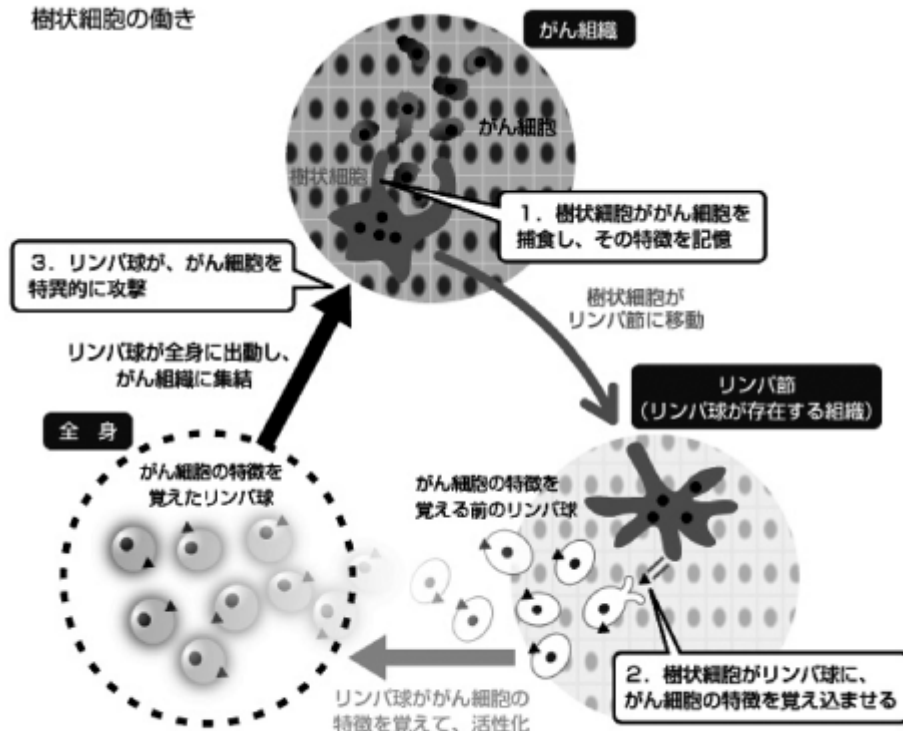 樹状細胞の働き
がん組織
がん細胞
樹状細胞
1．樹状細胞ががん細胞を
捕食し、その特徴を記憶
樹状細胞が
リンパ節に移動
リンパ節
（リンパ球が存在する組織）
2．樹状細胞がリンパ球に、
がん細胞の特徴を覚え込ませる
がん細胞の特徴を
覚える前のリンパ球
リンパ球ががん細胞の
特徴を覚えて、活性化
全　身
がん細胞の特徴を
覚えたリンパ球
リンパ球が全身に出動し、
がん組織に集結
3．リンパ球が、がん細胞を
特異的に攻撃